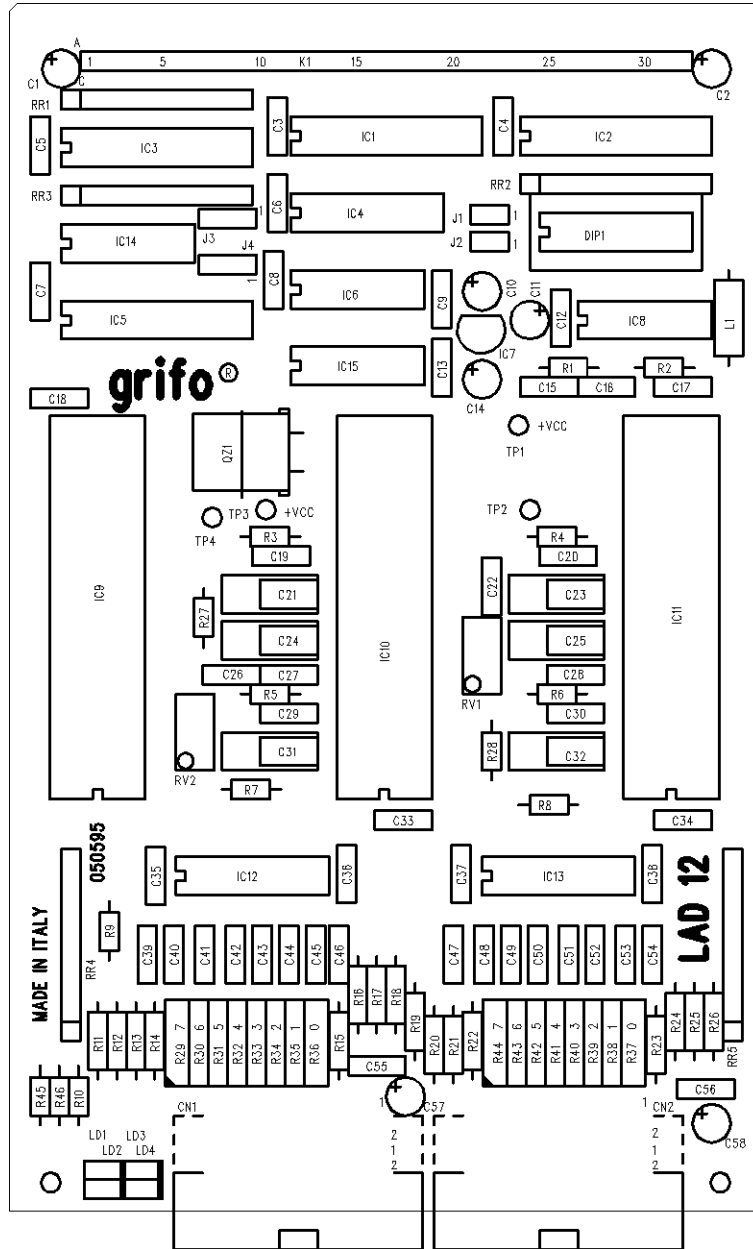 A
1 5 10 K1 15 20 25 30
C1 C C2
RR1
C3 C4
C5 IC3 IC1 IC2
RR3 RR2
C6 IC4 J1 1
1 J3 J2 1 DIP1
IC14 J4
1
C7 C8 IC6 C9 C10 C11 C12 IC8 L1
IC5 IC7
grifo ® IC15 C13 R1 R2
C18 C14 C15 C16 C17
QZ1 +VCC
TP1
TP3 +VCC TP2
TP4
R3 R4
C19 C20
IC9 IC10 IC11
R27 C21 C22 C23
C24 C25
C26 C27 C28
R5 RV1 R6
C29 C30
C31 R28 C32
RV2
R7 R8
C33 C34
050595
C35 IC12 C36 C37 IC13 C38
LAD 12
MADE IN ITALY
R9
RR4
C39 C40 C41 C42 C43 C44 C45 C46 C47 C48 C49 C50 C51 C52 C53 C54
R16 R17 R18
R19 R24 R25 R26
R11 R12 R13 R14 R29 7 R30 6 R31 5 R32 4 R33 3 R34 2 R35 1 R36 0 R15
R20 R21 R22 R44 7 R43 6 R42 5 R41 4 R40 3 R39 2 R38 1 R37 0 R23
RR5
C55
R45 R46 R10 C56
CN1 1 C57 1 CN2
LD1 LD3 2 2 C58
LD2 LD4 1 1
2 2